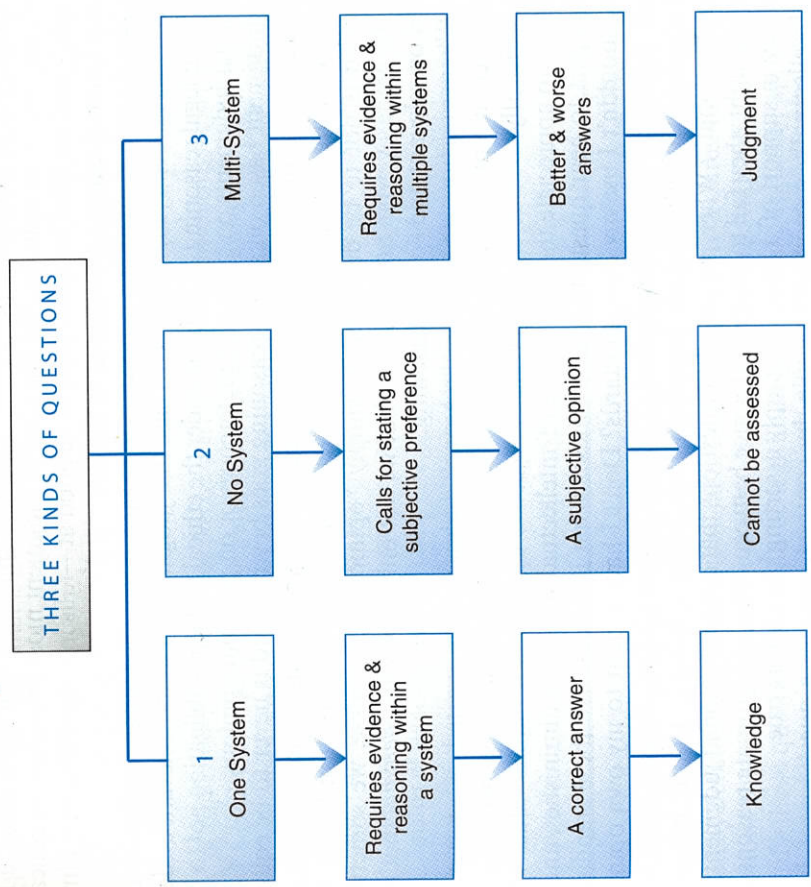 THREE KINDS OF QUESTIONS
1
One System
Requires evidence &
reasoning within
a system
A correct answer
Knowledge
2
No System
Calls for stating a
subjective preference
A subjective opinion
Cannot be assessed
3
Multi-System
Requires evidence &
reasoning within
multiple systems
Better & worse
answers
Judgment